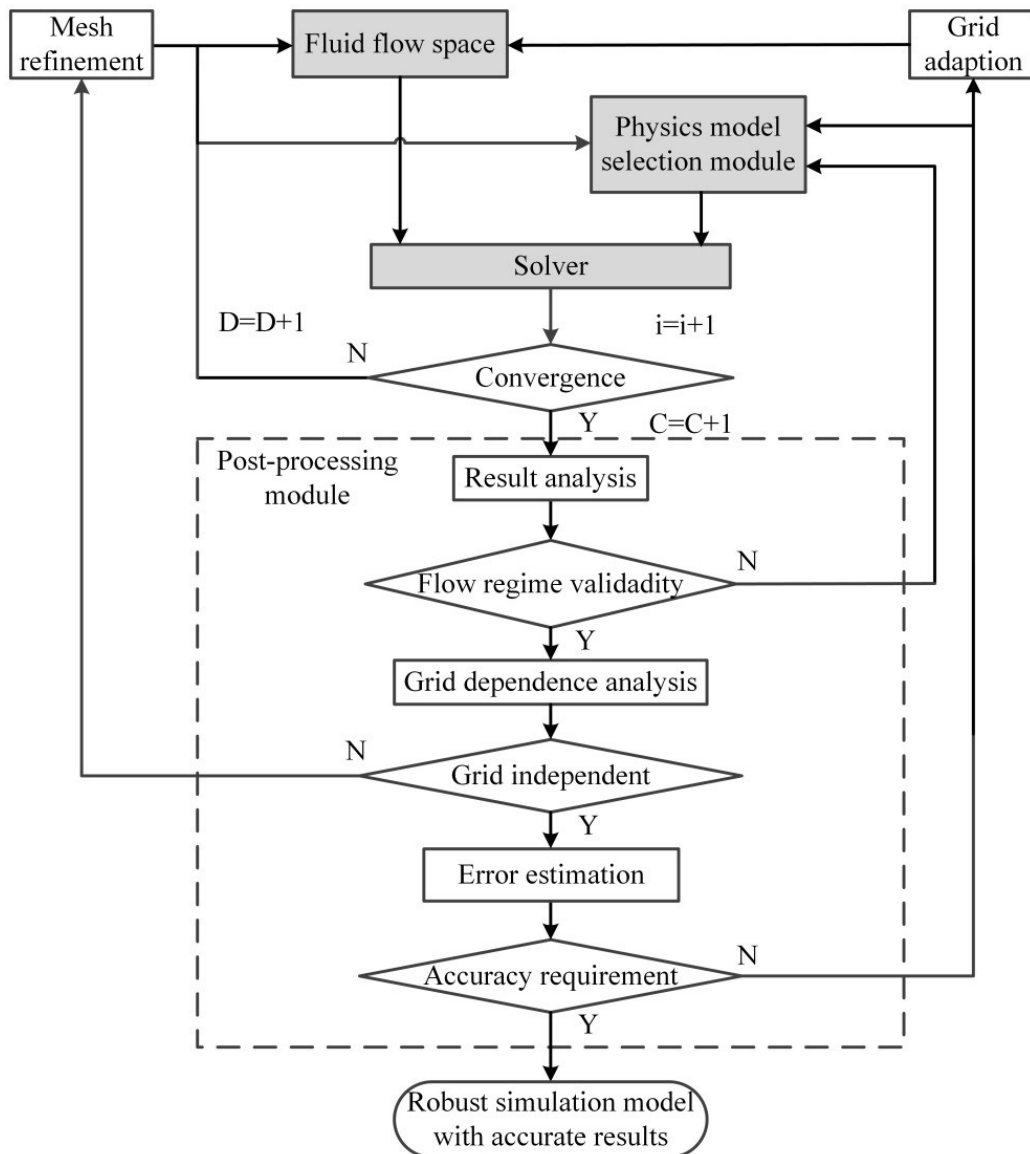 Mesh
refinement
Fluid flow space
Grid
adaption
Physics model
selection module
Solver
D=D+1
i=i+1
N
Convergence
Y
C=C+1
Post-processing
module
Result analysis
N
Flow regime validadity
Y
Grid dependence analysis
N
Grid independent
Y
Error estimation
N
Accuracy requirement
Y
Robust simulation model
with accurate results